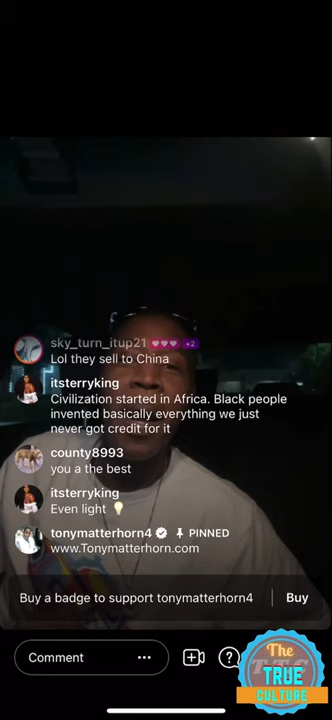 sky_turn_itup21 +2
Lol they sell to China
itsterryking
Civilization started in Africa. Black people
invented basically everything we just
never got credit for it
county8993
you a the best
itsterryking
Even light 💡
tonymatterhorn4 PINNED
www.Tonymatterhorn.com
Buy a badge to support tonymatterhorn4 Buy
Comment ...
The
TRUE
CULTURE